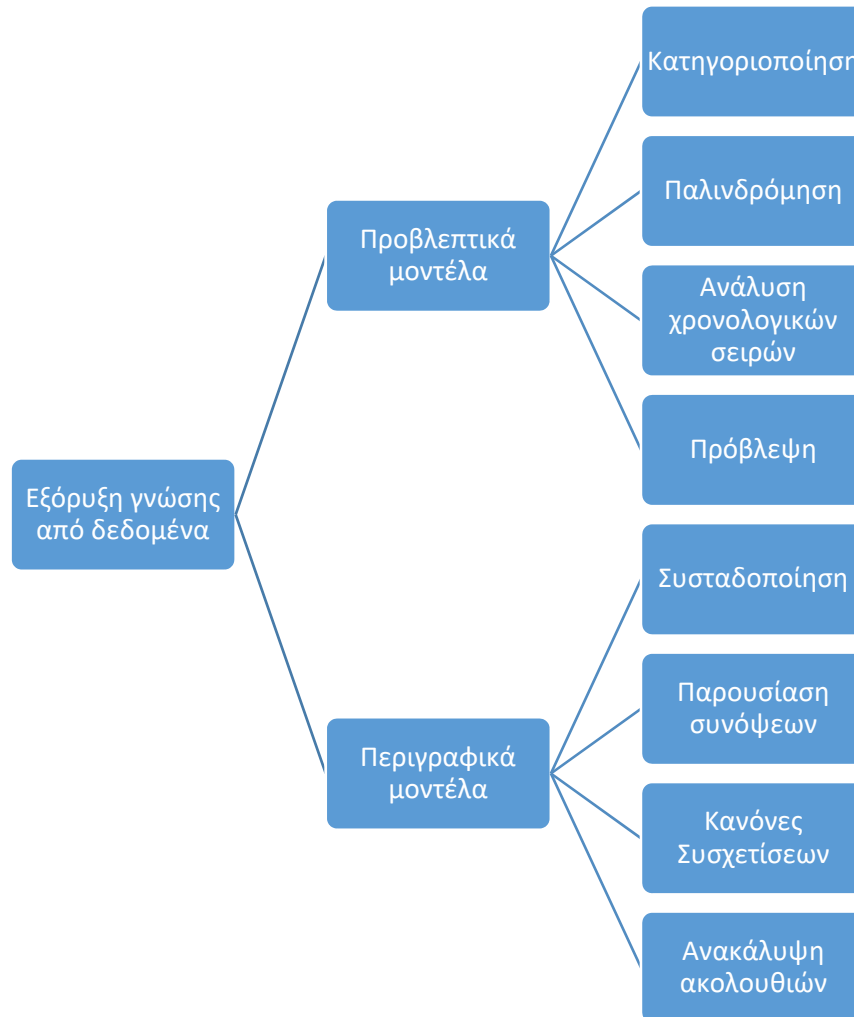 Κατηγοριοποίηση
Παλινδρόμηση
Προβλεπτικά
μοντέλα
Ανάλυση
χρονολογικών
σειρών
Πρόβλεψη
Εξόρυξη γνώσης
από δεδομένα
Συσταδοποίηση
Παρουσίαση
συνόψεων
Περιγραφικά
μοντέλα
Κανόνες
Συσχετίσεων
Ανακάλυψη
ακολουθιών